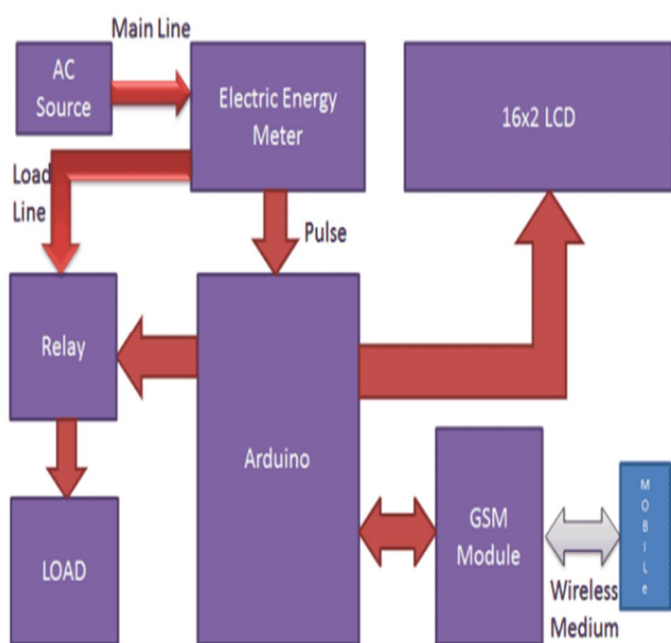 Main Line
AC
Source
Electric Energy
Meter
16x2 LCD
Load
Line
Pulse
Relay
Arduino
LOAD
GSM
Module
MOBILe
Wireless
Medium